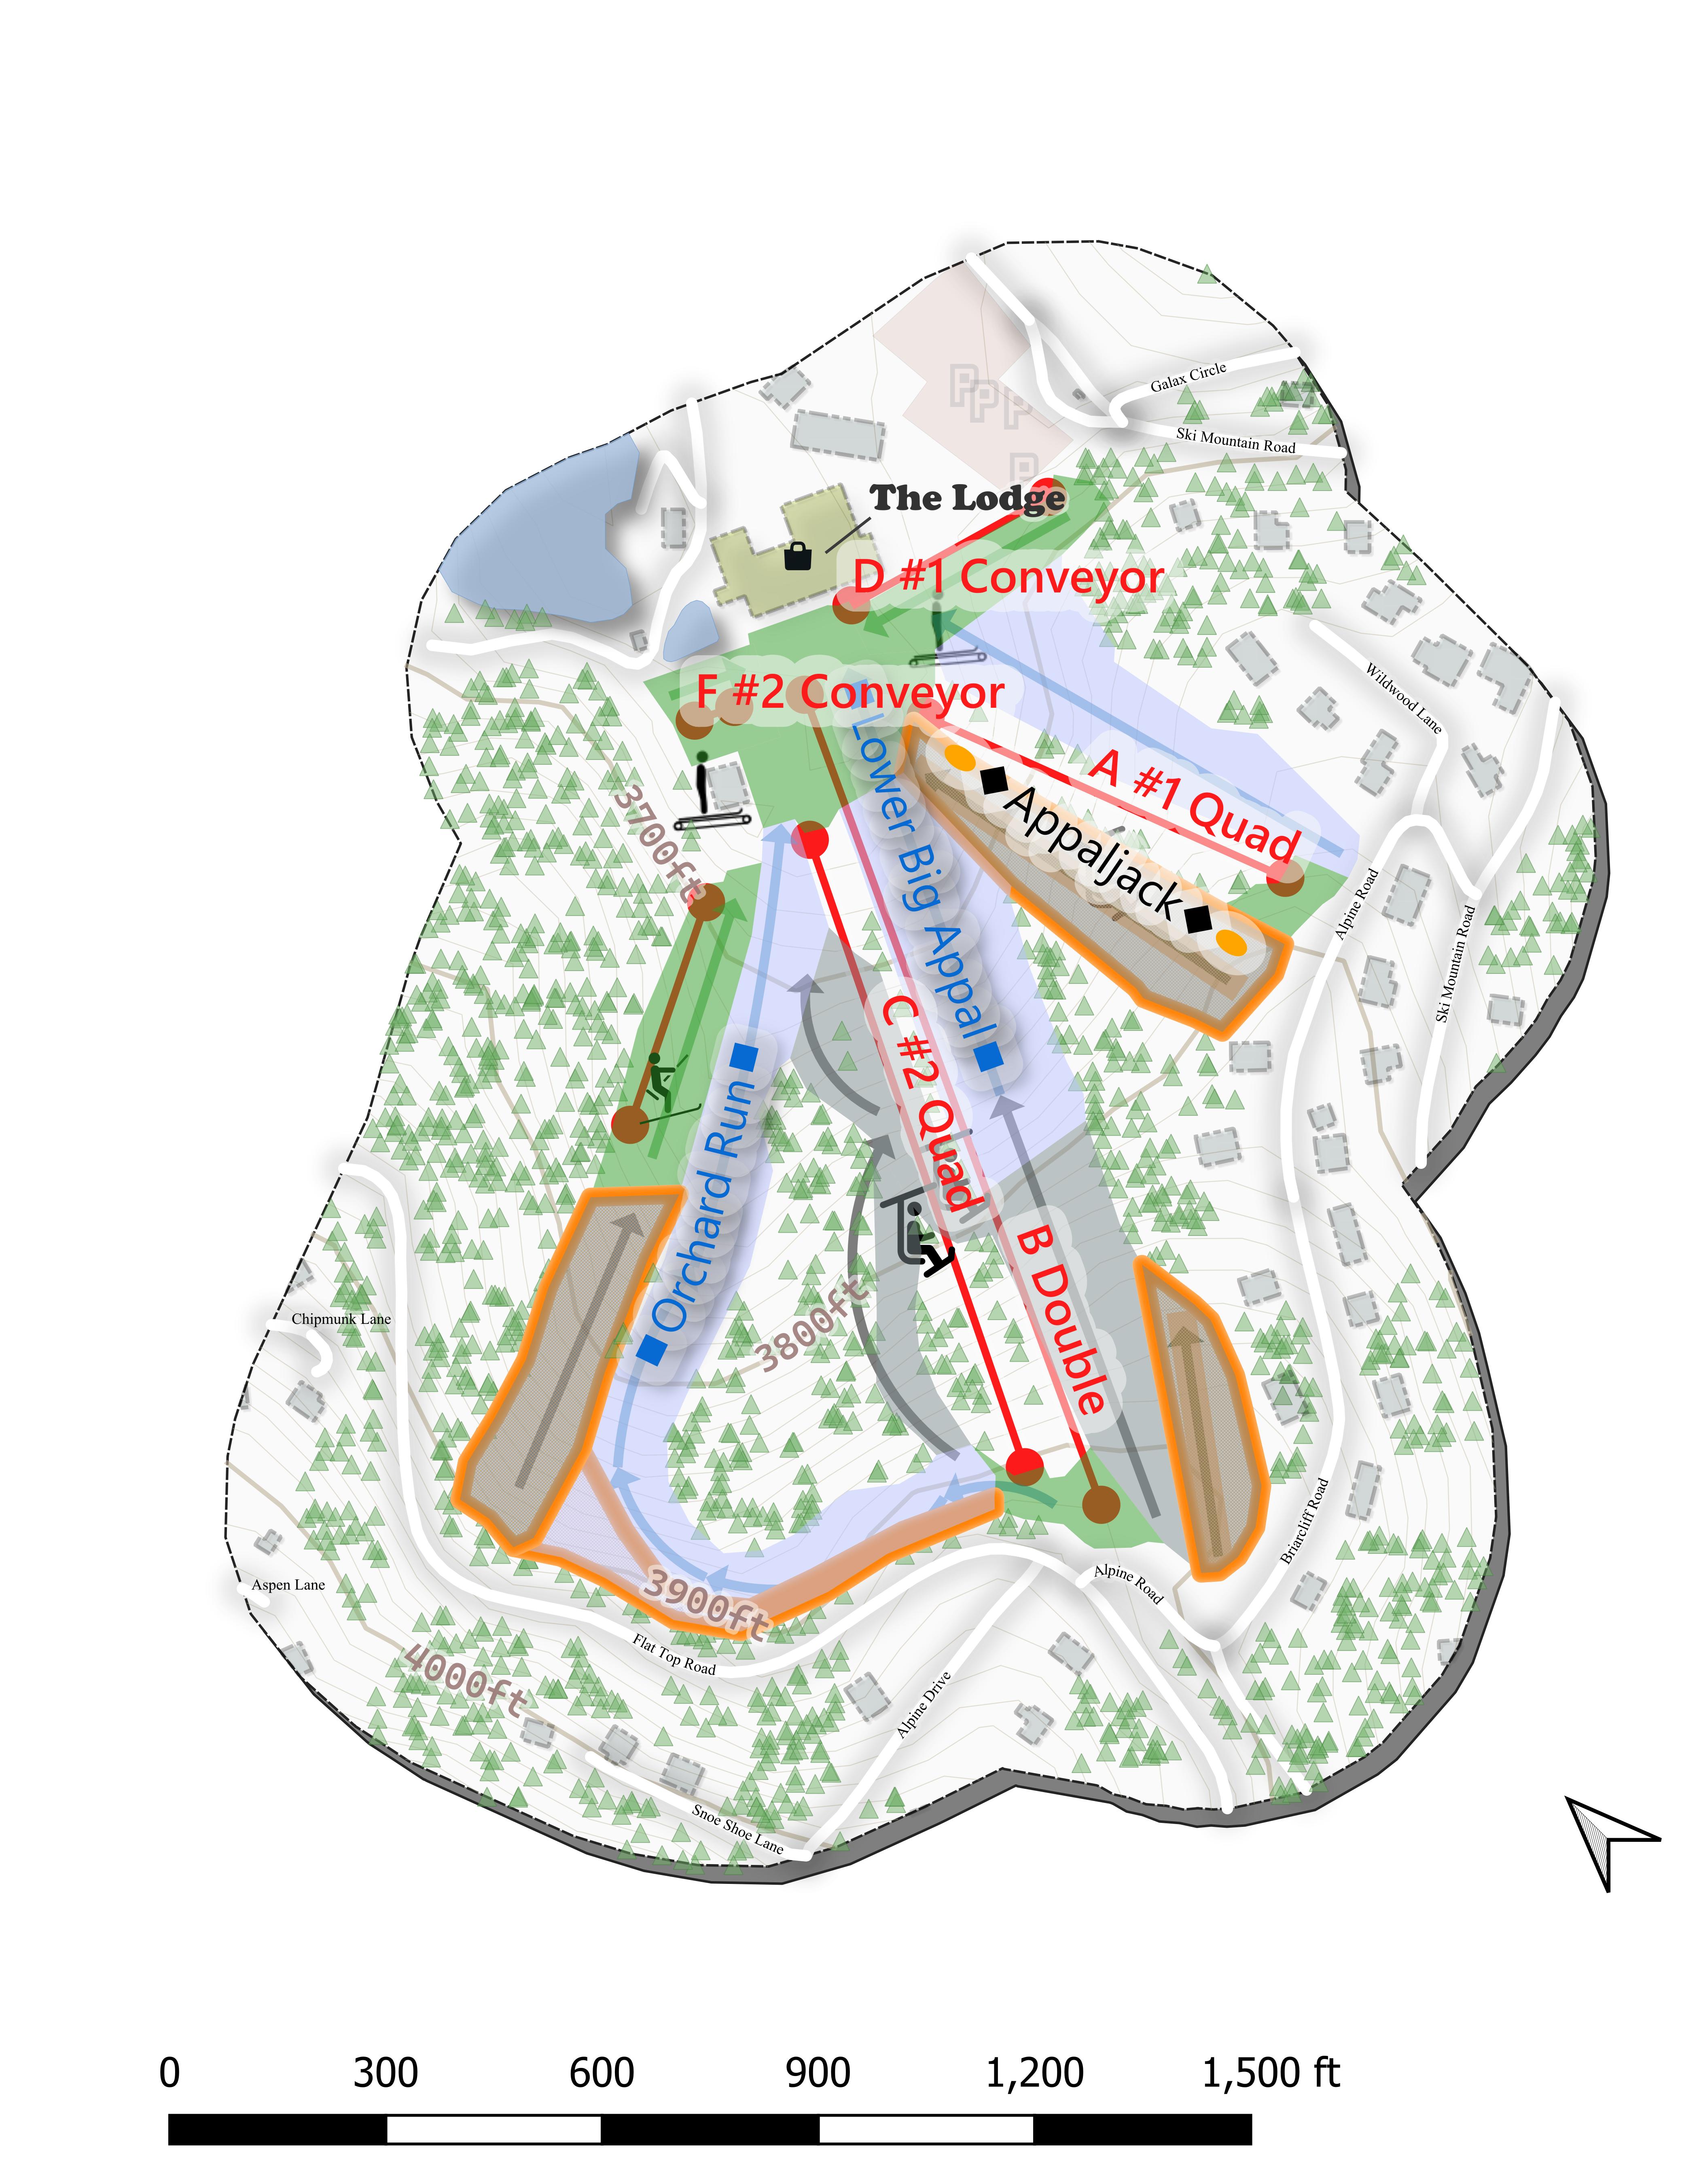 Galax Circle
Ski Mountain Road
P
P
P
P
The Lodge
D #1 Conveyor
F #2 Conveyor
Wildwood Lane
A #1 Quad
Appaljack
Lower Big Appal
3700ft
Alpine Road
Ski Mountain Road
C #2 Quad
B Double
Orchard Run
3800ft
Chipmunk Lane
Aspen Lane
3900ft
Flat Top Road
Alpine Road
Briarcliff Road
4000ft
Alpine Drive
Snoe Shoe Lane
0 300 600 900 1,200 1,500 ft